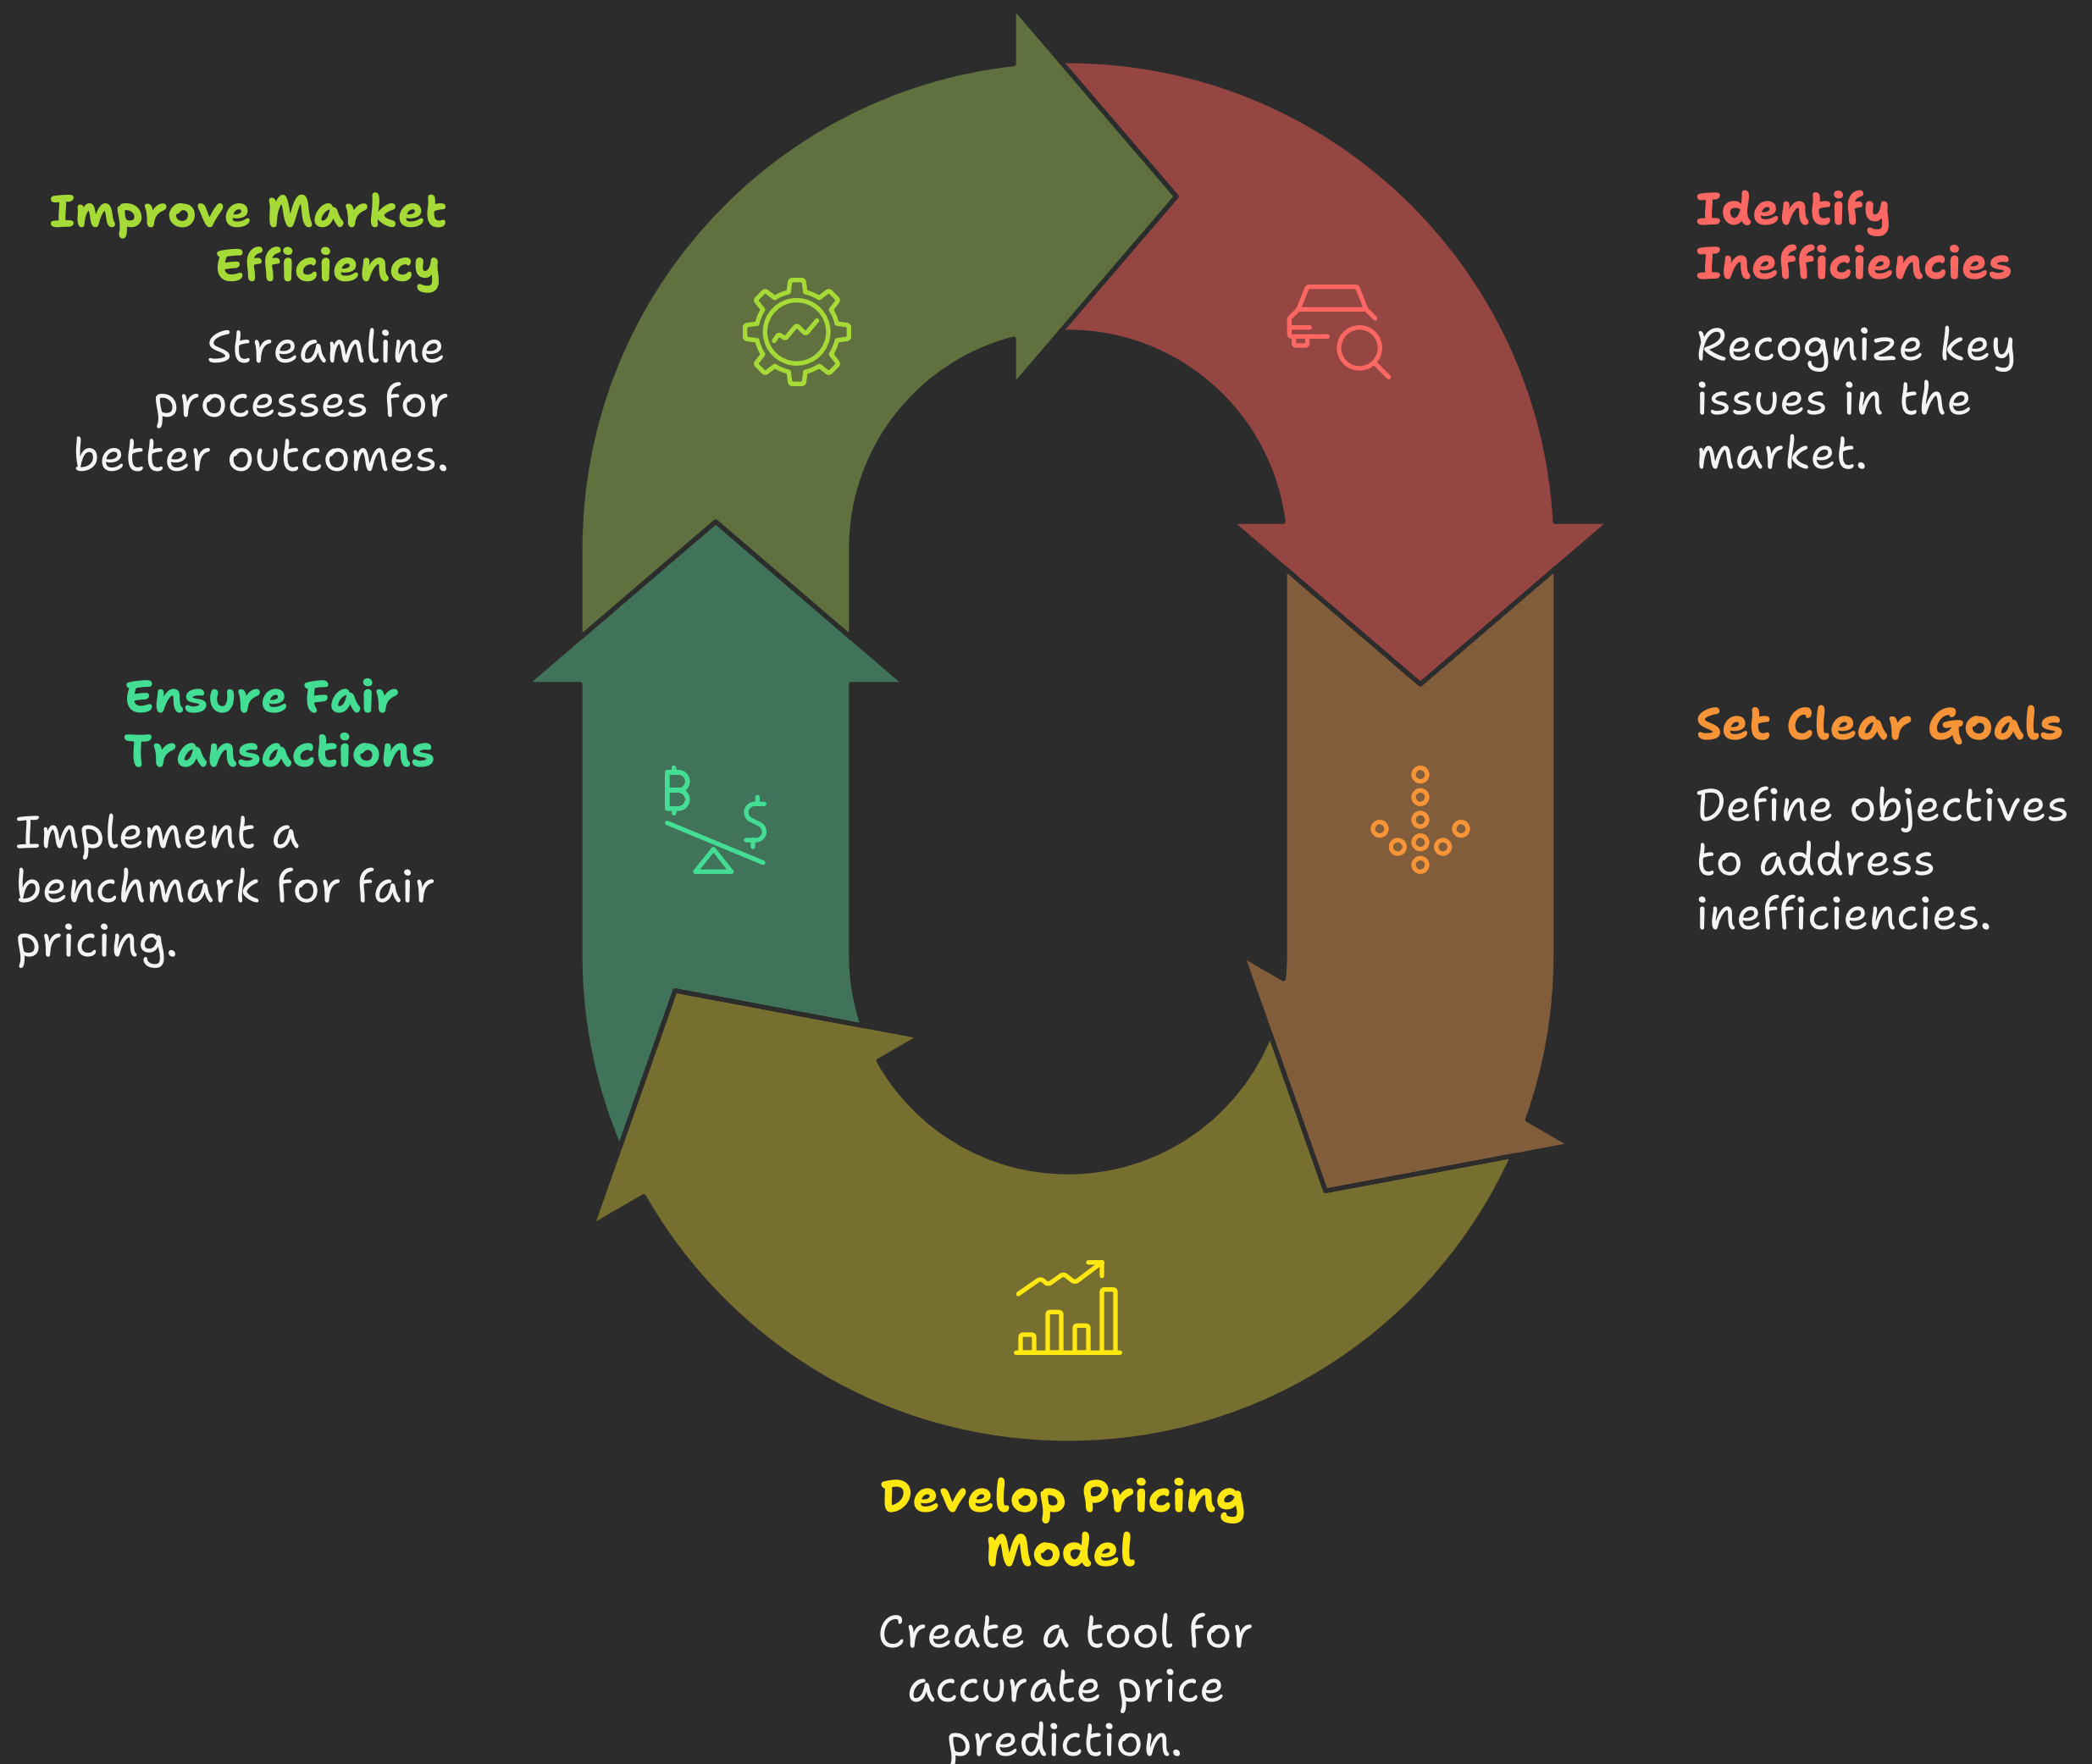 Improve Market
Efficiency
Streamline
processes for
better outcomes.
Identify
Inefficiencies
Recognize key
issues in the
market.
Ensure Fair
Transactions
Implement a
benchmark for fair
pricing.
Set Clear Goals
Define objectives
to address
inefficiencies.
B
$
Develop Pricing
Model
Create a tool for
accurate price
prediction.